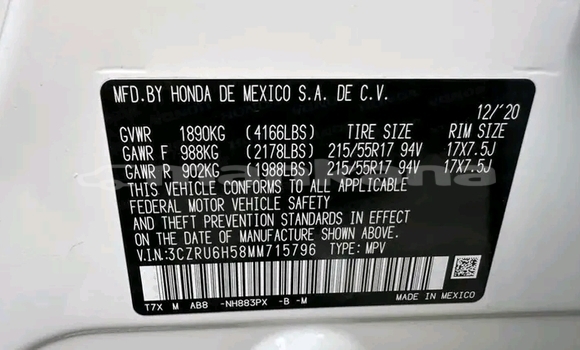 MFD.BY HONDA DE MEXICO S.A. DE C.V.
12/'20
GVWR 1890KG (4166LBS) TIRE SIZE RIM SIZE
GAWR F 988KG (2178LBS) 215/55R17 94V 17X7.5J
GAWR R 902KG (1988LBS) 215/55R17 94V 17X7.5J
THIS VEHICLE CONFORMS TO ALL APPLICABLE
FEDERAL MOTOR VEHICLE SAFETY
AND THEFT PREVENTION STANDARDS IN EFFECT
ON THE DATE OF MANUFACTURE SHOWN ABOVE.
V.I.N:3CZRU6H58MM715796 TYPE: MPV
T7X M AB8 -NH883PX -B -M
MADE IN MEXICO